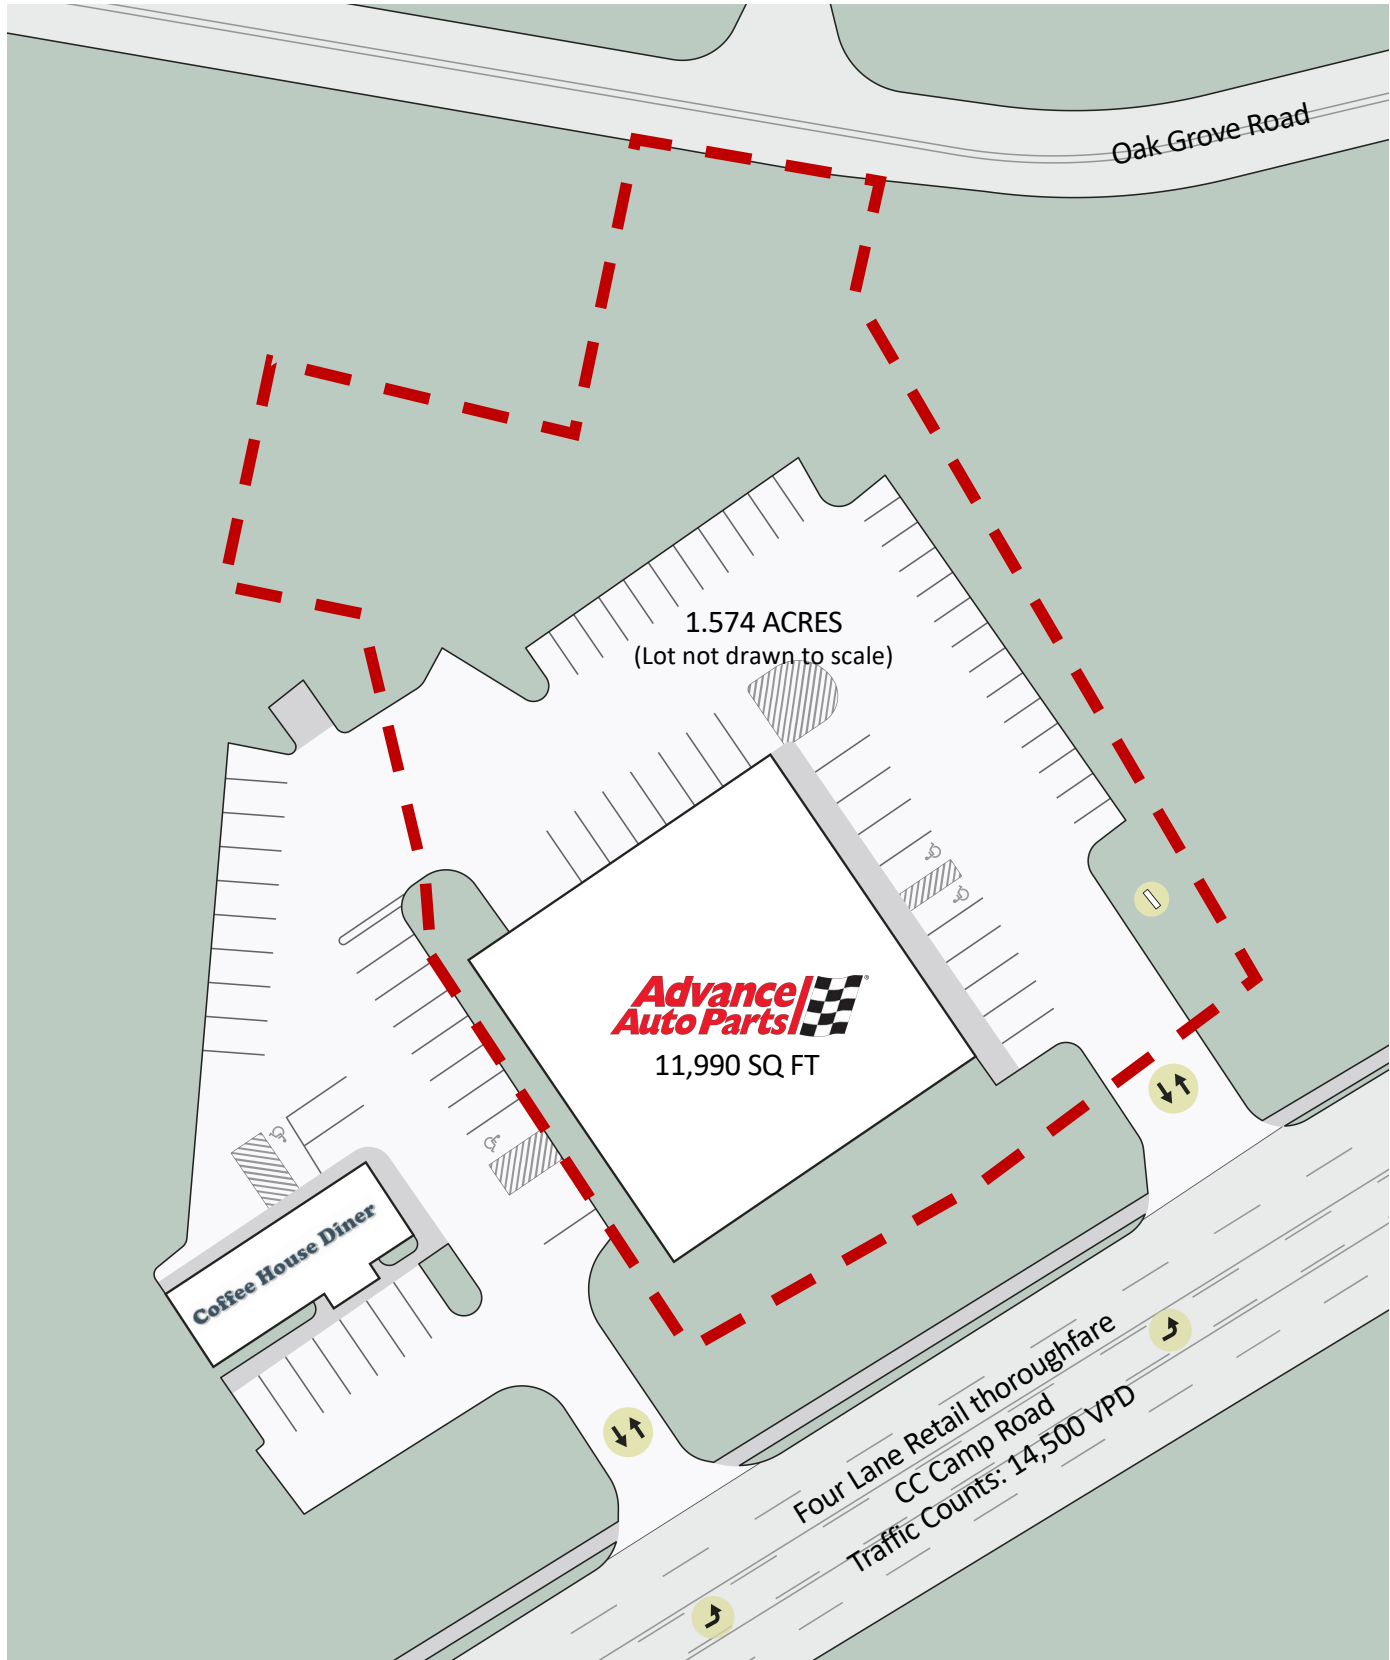 Oak Grove Road
1.574 ACRES
(Lot not drawn to scale)
Advance
Auto Parts
®
11,990 SQ FT
Coffee House Diner
Four Lane Retail thoroughfare
CC Camp Road
Traffic Counts: 14,500 VPD